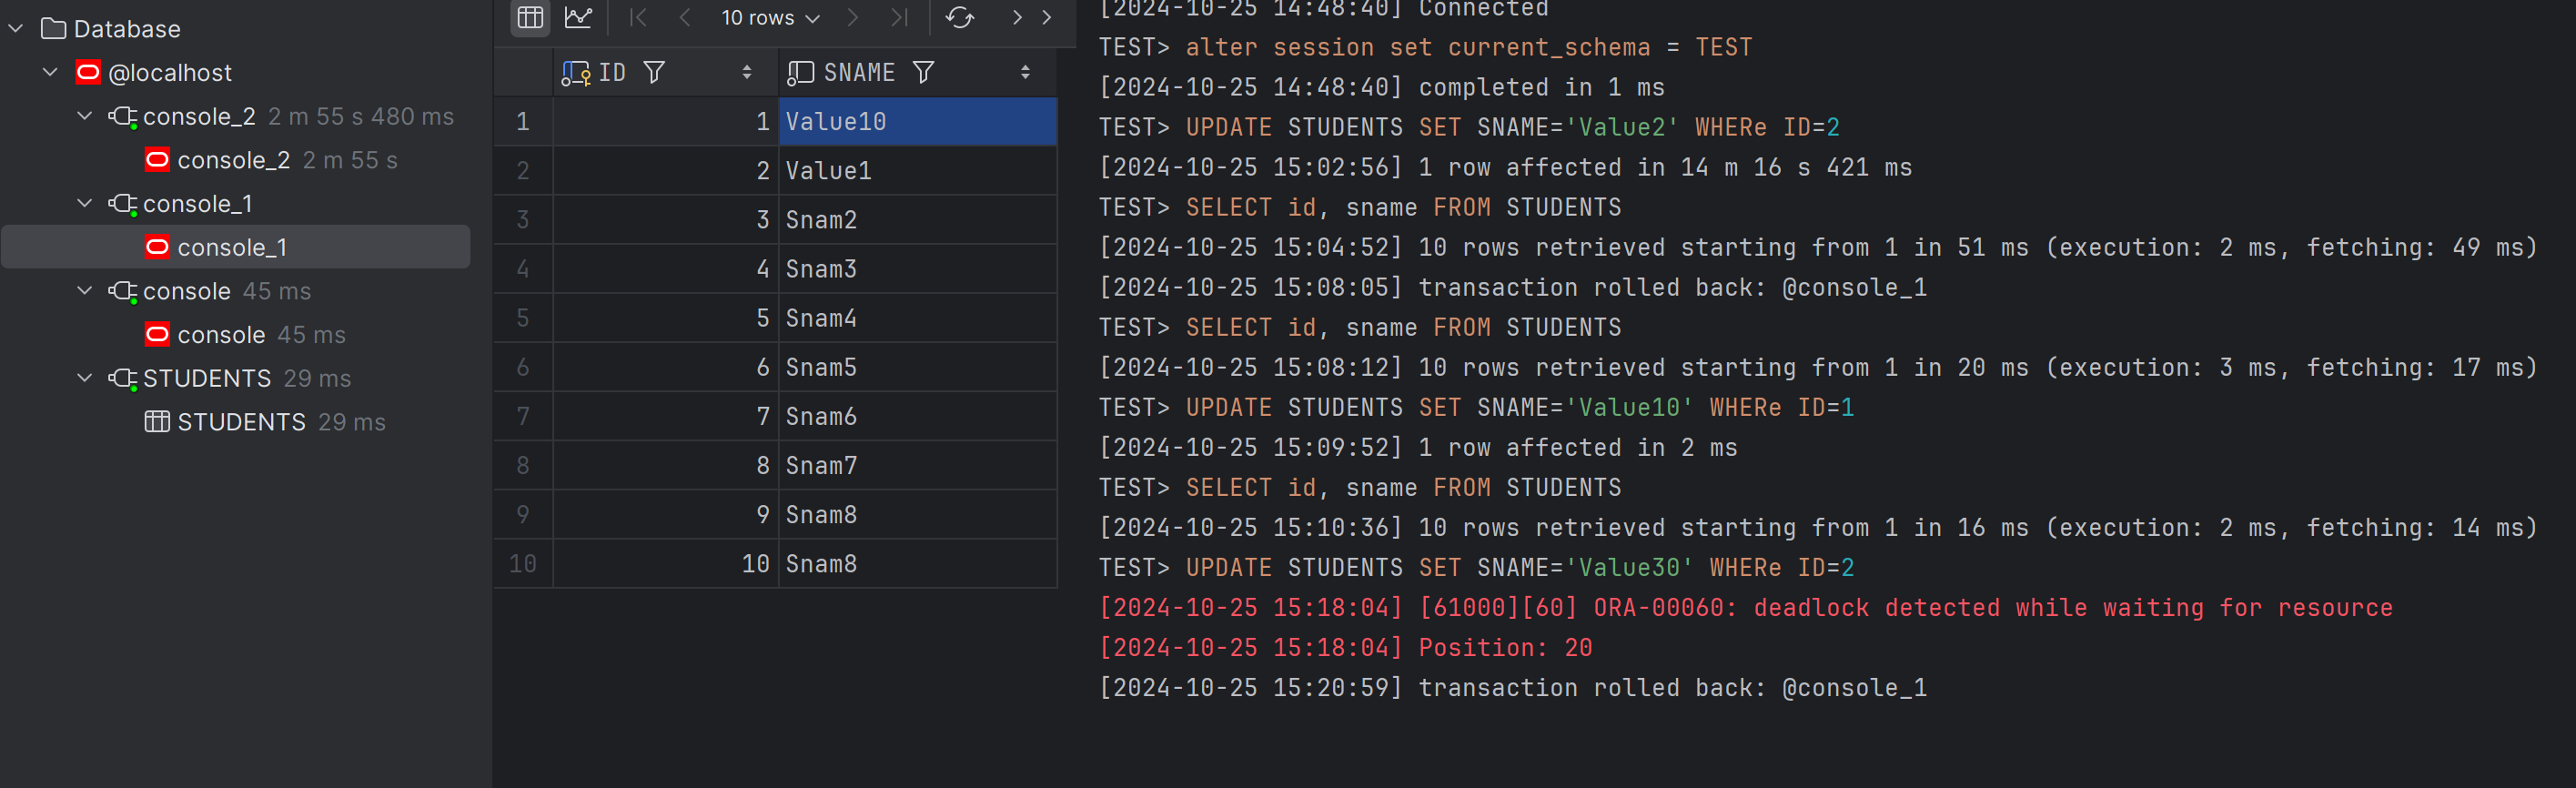 Database
@localhost
console_2 2 m 55 s 480 ms
console_2 2 m 55 s
console_1
console_1
console 45 ms
console 45 ms
STUDENTS 29 ms
STUDENTS 29 ms
10 rows
ID SNAME
1 1 Value10
2 2 Value1
3 3 Snam2
4 4 Snam3
5 5 Snam4
6 6 Snam5
7 7 Snam6
8 8 Snam7
9 9 Snam8
10 10 Snam8
[2024-10-25 14:48:40] Connected
TEST> alter session set current_schema = TEST
[2024-10-25 14:48:40] completed in 1 ms
TEST> UPDATE STUDENTS SET SNAME='Value2' WHERe ID=2
[2024-10-25 15:02:56] 1 row affected in 14 m 16 s 421 ms
TEST> SELECT id, sname FROM STUDENTS
[2024-10-25 15:04:52] 10 rows retrieved starting from 1 in 51 ms (execution: 2 ms, fetching: 49 ms)
[2024-10-25 15:08:05] transaction rolled back: @console_1
TEST> SELECT id, sname FROM STUDENTS
[2024-10-25 15:08:12] 10 rows retrieved starting from 1 in 20 ms (execution: 3 ms, fetching: 17 ms)
TEST> UPDATE STUDENTS SET SNAME='Value10' WHERe ID=1
[2024-10-25 15:09:52] 1 row affected in 2 ms
TEST> SELECT id, sname FROM STUDENTS
[2024-10-25 15:10:36] 10 rows retrieved starting from 1 in 16 ms (execution: 2 ms, fetching: 14 ms)
TEST> UPDATE STUDENTS SET SNAME='Value30' WHERe ID=2
[2024-10-25 15:18:04] [61000][60] ORA-00060: deadlock detected while waiting for resource
[2024-10-25 15:18:04] Position: 20
[2024-10-25 15:20:59] transaction rolled back: @console_1